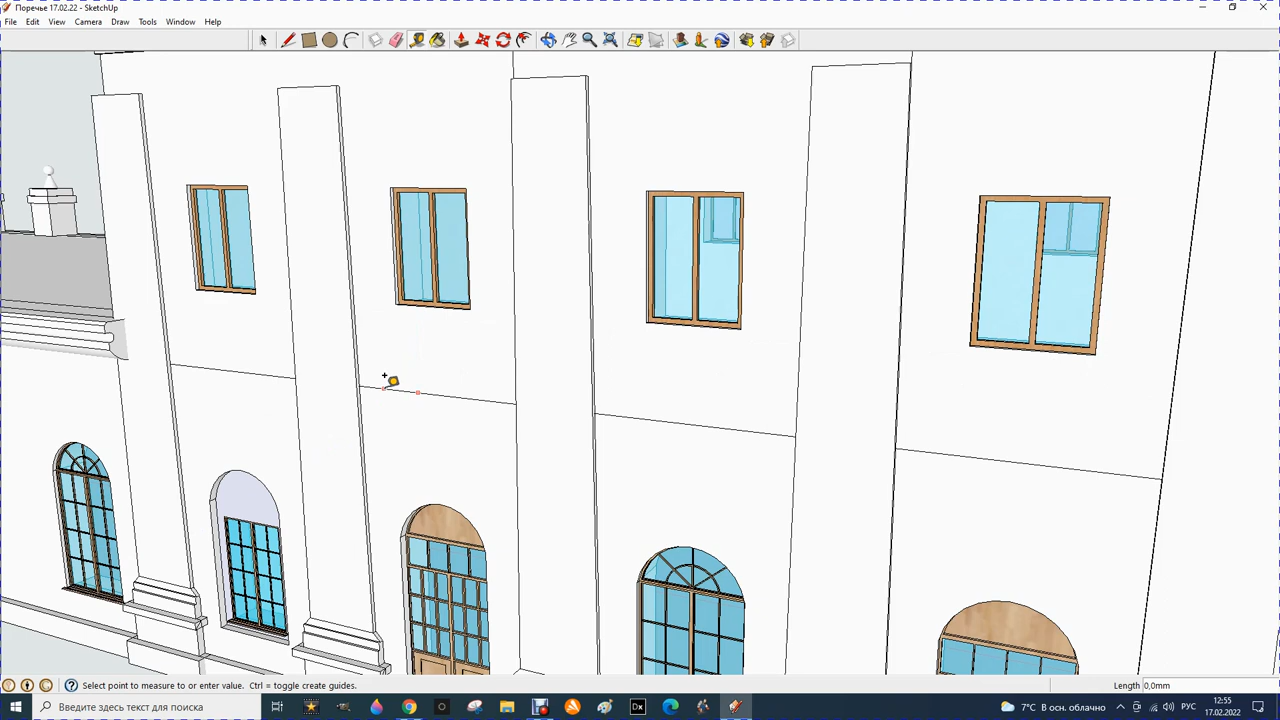 Поречье 17.02.22 - SketchUp
File Edit View Camera Draw Tools Window Help
Select point to measure to or enter value. Ctrl = toggle create guides.
Length 0,0mm
Введите здесь текст для поиска
Dx
7°C В осн. облачно
РУС
12:55
17.02.2022